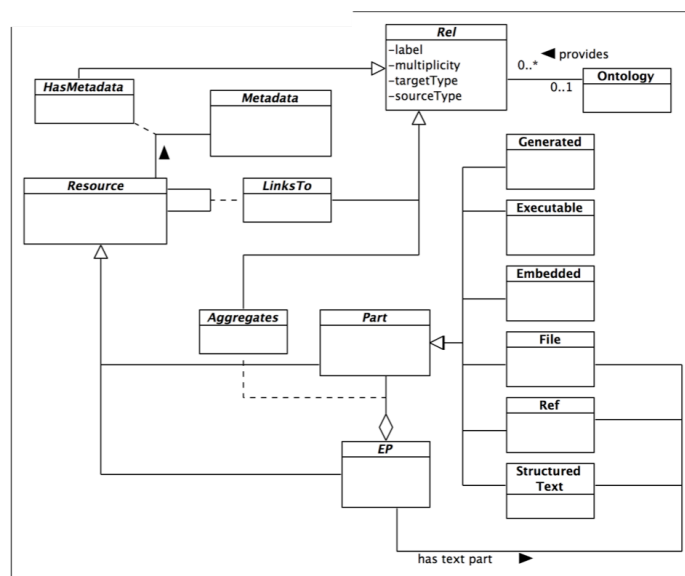 Rel
-label
-multiplicity
-targetType
-sourceType
0..*
provides
0..1
Ontology
HasMetadata
Metadata
Generated
Resource
LinksTo
Executable
Embedded
Aggregates
Part
File
Ref
EP
Structured
Text
has text part